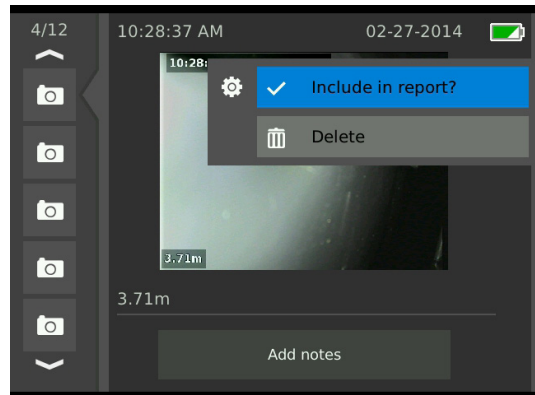 4/12
10:28:37 AM 02-27-2014
10:28:
Include in report?
Delete
3.71m
3.71m
Add notes